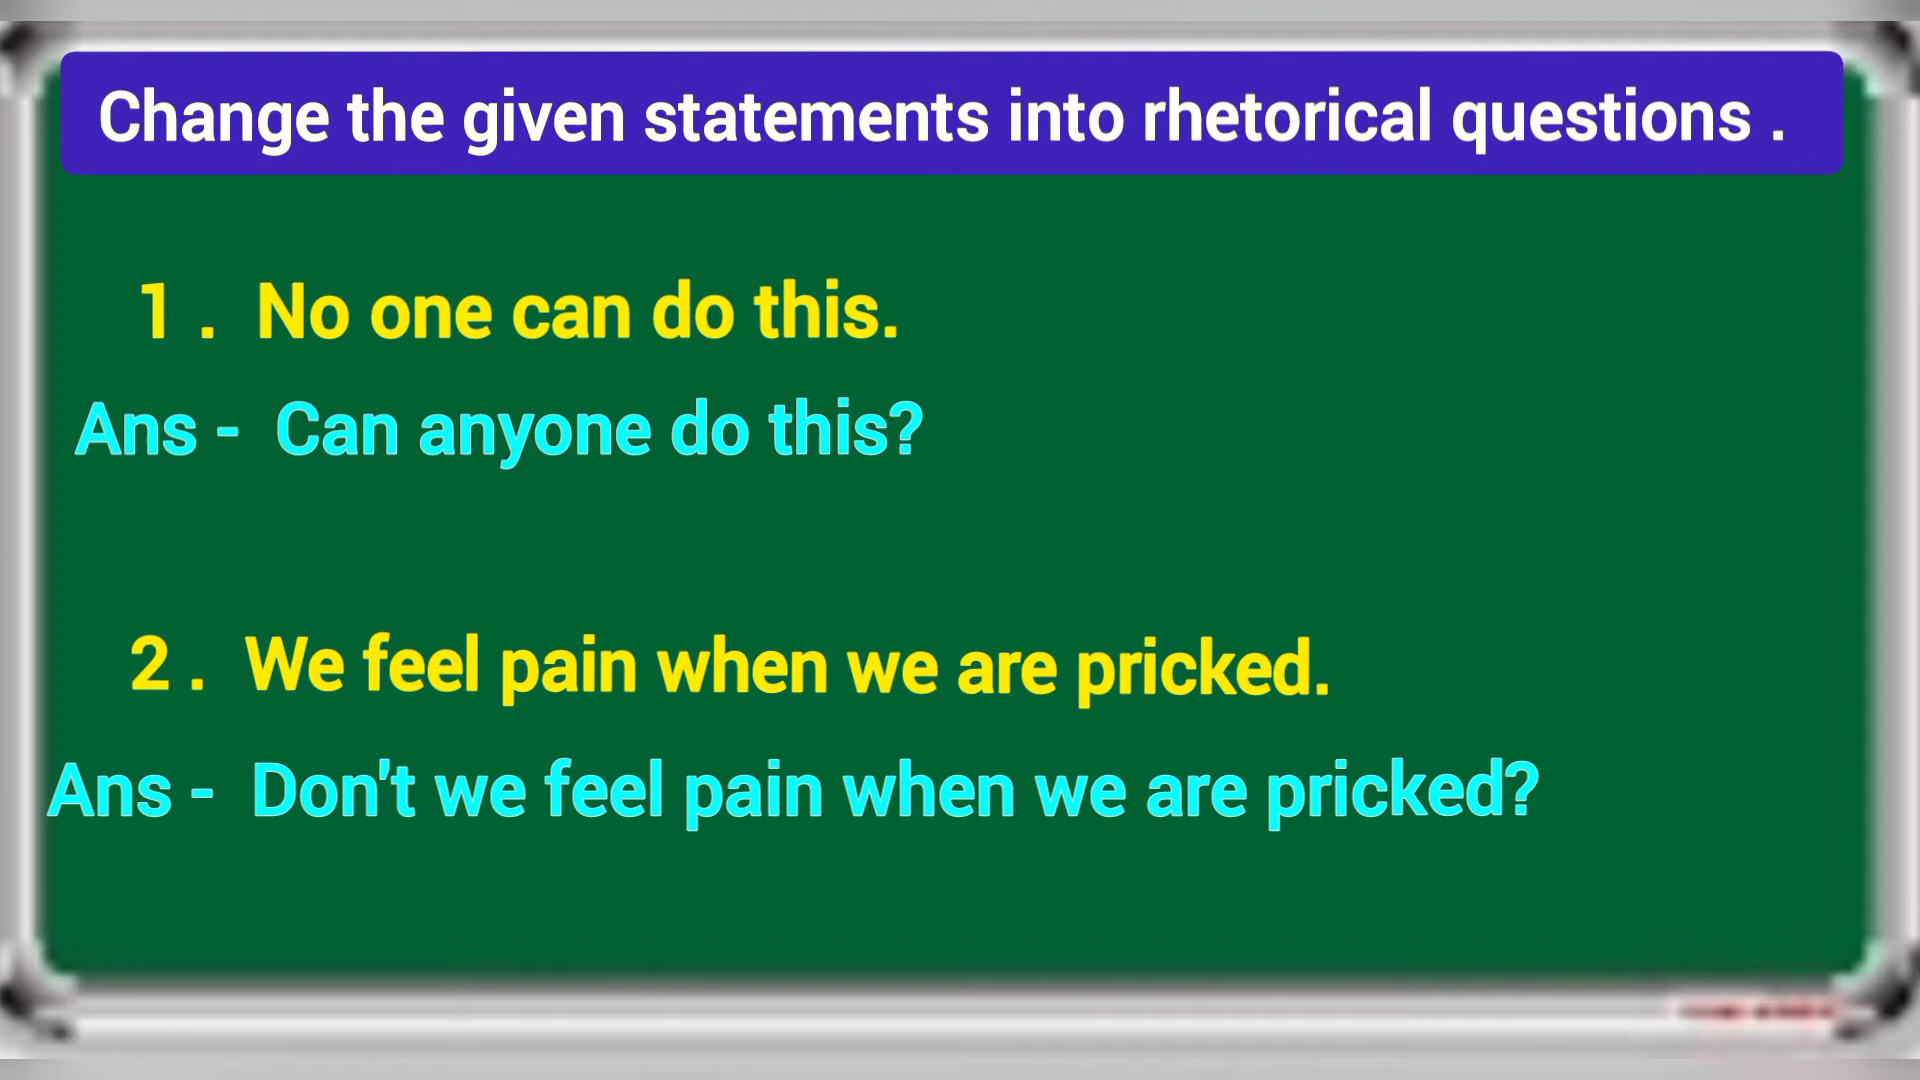 Change the given statements into rhetorical questions .
1 . No one can do this.
Ans - Can anyone do this?
2 . We feel pain when we are pricked.
Ans - Don't we feel pain when we are pricked?